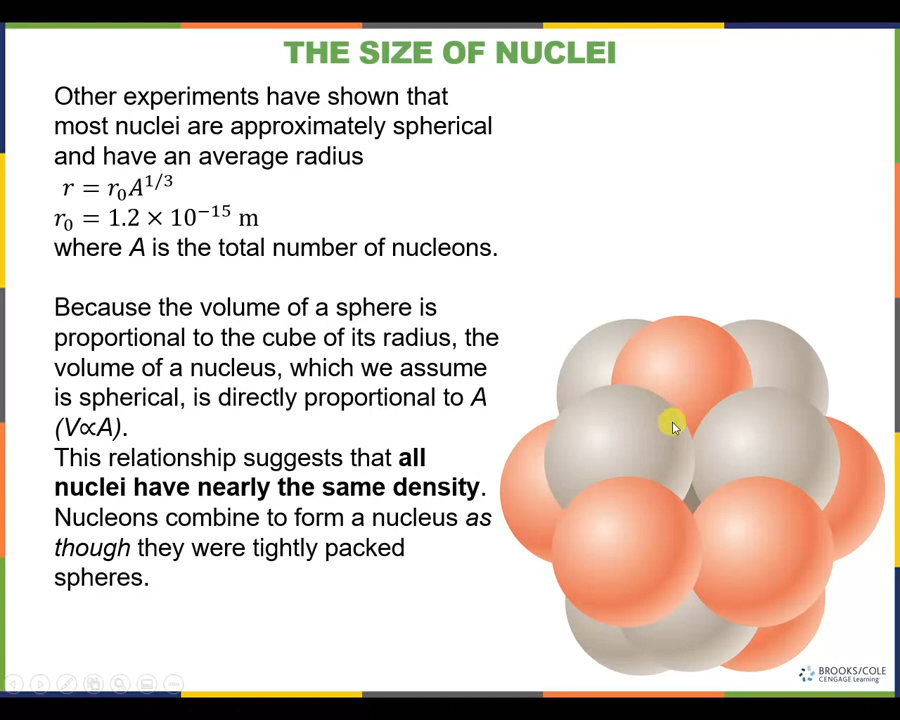 THE SIZE OF NUCLEI
Other experiments have shown that
most nuclei are approximately spherical
and have an average radius
r = r₀A^{1/3}
r₀ = 1.2 × 10⁻¹⁵ m
where A is the total number of nucleons.
Because the volume of a sphere is
proportional to the cube of its radius, the
volume of a nucleus, which we assume
is spherical, is directly proportional to A
(V∝A).
This relationship suggests that all
nuclei have nearly the same density.
Nucleons combine to form a nucleus as
though they were tightly packed
spheres.
BROOKS/COLE
CENGAGE Learning